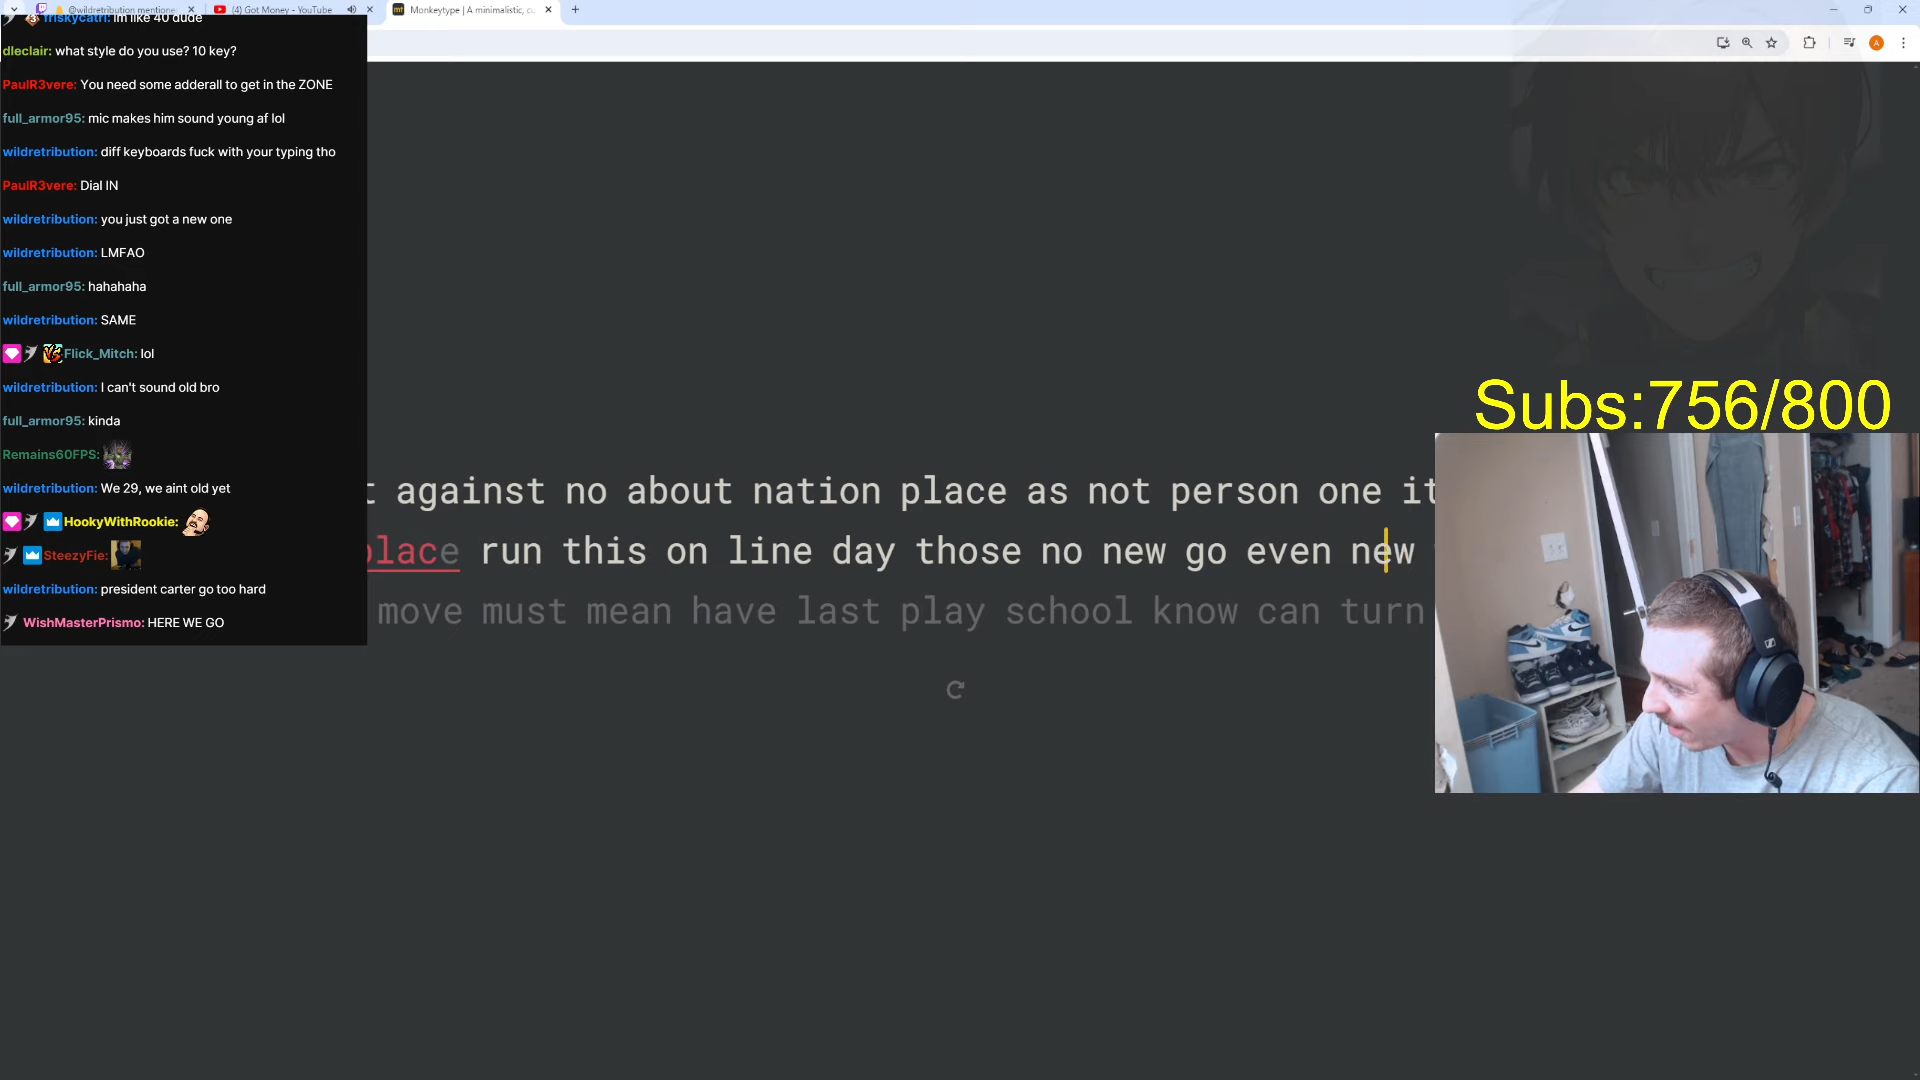 @wildretribution mentione
(4) Got Money - YouTube
Monkeytype | A minimalistic, cu
A
friskycatri: im like 40 dude
dleclair: what style do you use? 10 key?
PaulR3vere: You need some adderall to get in the ZONE
full_armor95: mic makes him sound young af lol
wildretribution: diff keyboards fuck with your typing tho
PaulR3vere: Dial IN
wildretribution: you just got a new one
wildretribution: LMFAO
full_armor95: hahahaha
wildretribution: SAME
Flick_Mitch: lol
wildretribution: I can't sound old bro
full_armor95: kinda
Remains60FPS:
wildretribution: We 29, we aint old yet
HookyWithRookie:
SteezyFie:
wildretribution: president carter go too hard
WishMasterPrismo: HERE WE GO
t against no about nation place as not person one it
place run this on line day those no new go even new
move must mean have last play school know can turn
Subs:756/800